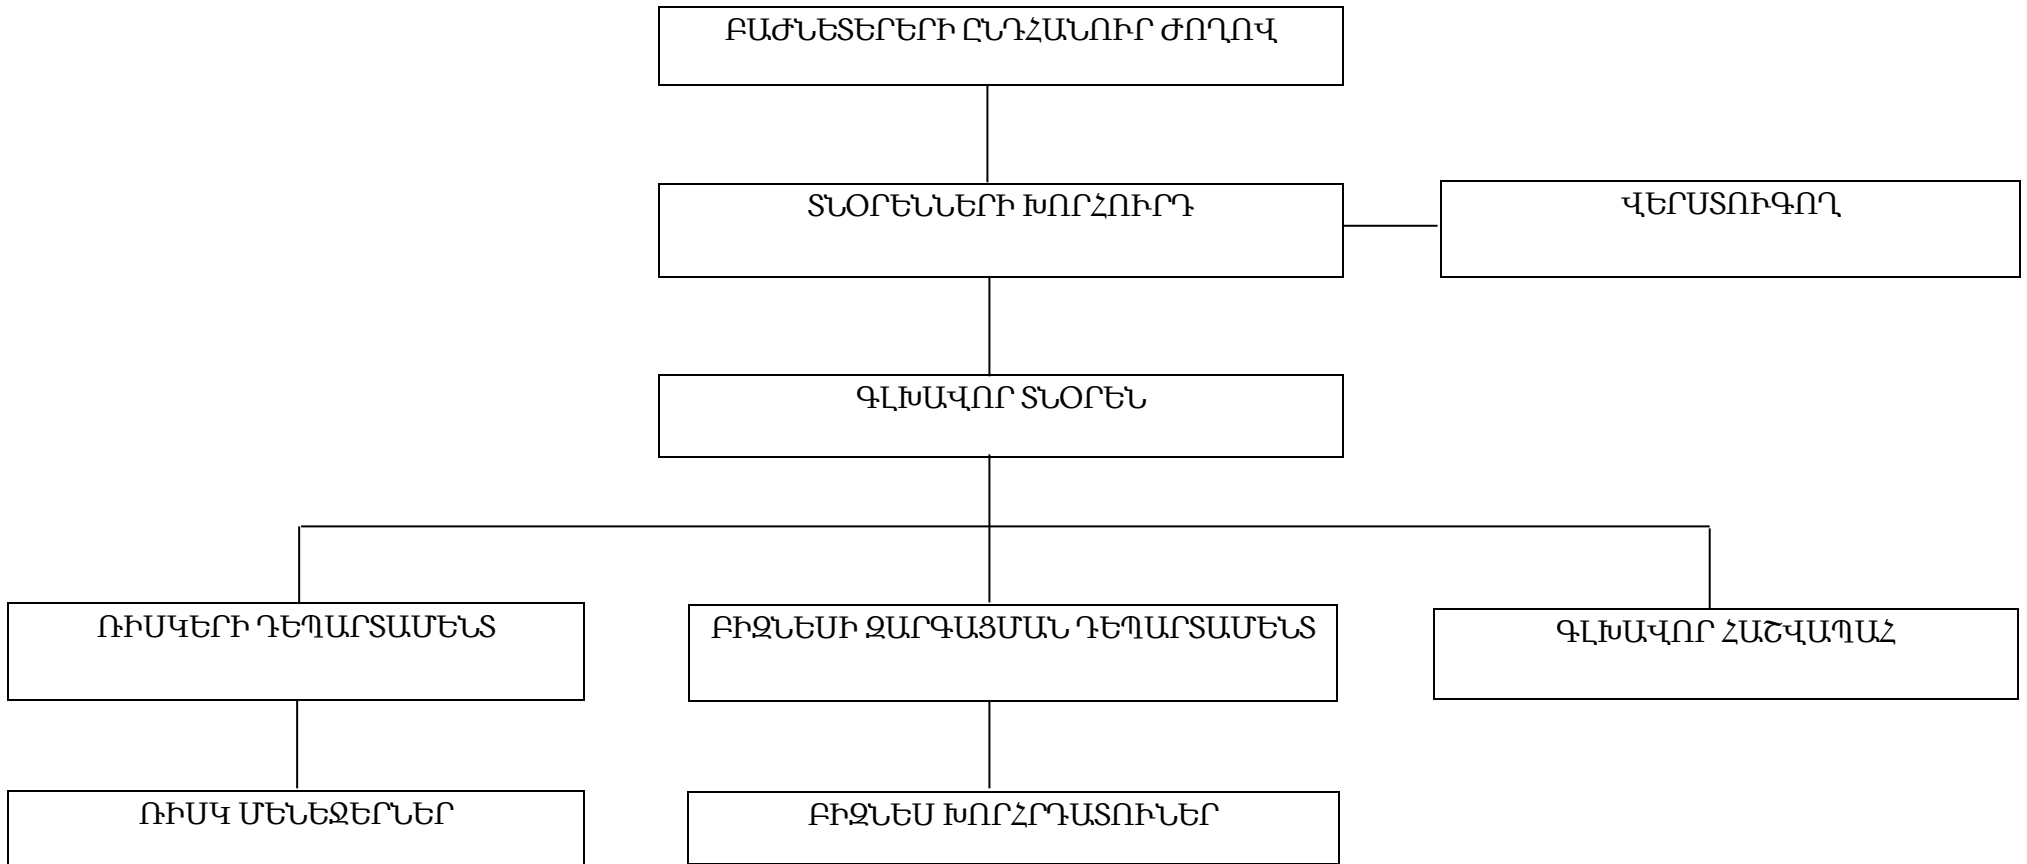 ԲԱԺՆԵՏԵՐԵՐԻ ԸՆԴՀԱՆՈՒՐ ԺՈՂՈՎ
ՏՆՕՐԵՆՆԵՐԻ ԽՈՐՀՈՒՐԴ
ՎԵՐՍՏՈՒԳՈՂ
ԳԼԽԱՎՈՐ ՏՆՕՐԵՆ
ՌԻՍԿԵՐԻ ԴԵՊԱՐՏԱՄԵՆՏ
ԲԻԶՆԵՍԻ ԶԱՐԳԱՑՄԱՆ ԴԵՊԱՐՏԱՄԵՆՏ
ԳԼԽԱՎՈՐ ՀԱՇՎԱՊԱՀ
ՌԻՍԿ ՄԵՆԵՋԵՐՆԵՐ
ԲԻԶՆԵՍ ԽՈՐՀՐԴԱՏՈՒՆԵՐ